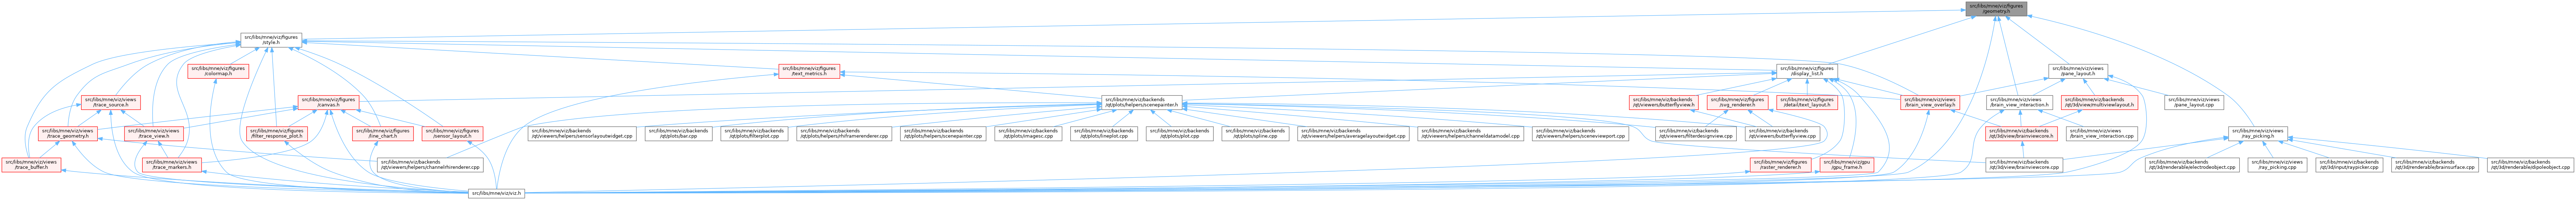 src/libs/mne/viz/figures
/geometry.h
src/libs/mne/viz/figures
/style.h
src/libs/mne/viz/figures
/colormap.h
src/libs/mne/viz/figures
/text_metrics.h
src/libs/mne/viz/figures
/display_list.h
src/libs/mne/viz/views
/pane_layout.h
src/libs/mne/viz/views
/trace_source.h
src/libs/mne/viz/figures
/canvas.h
src/libs/mne/viz/backends
/qt/plots/helpers/scenepainter.h
src/libs/mne/viz/backends
/qt/viewers/butterflyview.h
src/libs/mne/viz/figures
/svg_renderer.h
src/libs/mne/viz/figures
/detail/text_layout.h
src/libs/mne/viz/views
/brain_view_overlay.h
src/libs/mne/viz/views
/brain_view_interaction.h
src/libs/mne/viz/backends
/qt/3d/view/multiviewlayout.h
src/libs/mne/viz/views
/pane_layout.cpp
src/libs/mne/viz/views
/trace_geometry.h
src/libs/mne/viz/views
/trace_view.h
src/libs/mne/viz/figures
/filter_response_plot.h
src/libs/mne/viz/figures
/line_chart.h
src/libs/mne/viz/figures
/sensor_layout.h
src/libs/mne/viz/backends
/qt/viewers/helpers/sensorlayoutwidget.cpp
src/libs/mne/viz/backends
/qt/plots/bar.cpp
src/libs/mne/viz/backends
/qt/plots/filterplot.cpp
src/libs/mne/viz/backends
/qt/plots/helpers/tnframerenderer.cpp
src/libs/mne/viz/backends
/qt/plots/helpers/scenepainter.cpp
src/libs/mne/viz/backends
/qt/plots/imagesc.cpp
src/libs/mne/viz/backends
/qt/plots/lineplot.cpp
src/libs/mne/viz/backends
/qt/plots/plot.cpp
src/libs/mne/viz/backends
/qt/plots/spline.cpp
src/libs/mne/viz/backends
/qt/viewers/helpers/averagelayoutwidget.cpp
src/libs/mne/viz/backends
/qt/viewers/helpers/channeldatamodel.cpp
src/libs/mne/viz/backends
/qt/viewers/helpers/sceneviewport.cpp
src/libs/mne/viz/backends
/qt/viewers/filterdesignview.cpp
src/libs/mne/viz/backends
/qt/viewers/butterflyview.cpp
src/libs/mne/viz/backends
/qt/3d/view/brainviewcore.h
src/libs/mne/viz/views
/brain_view_interaction.cpp
src/libs/mne/viz/views
/ray_picking.h
src/libs/mne/viz/views
/trace_buffer.h
src/libs/mne/viz/views
/trace_markers.h
src/libs/mne/viz/backends
/qt/viewers/helpers/channelrhirenderer.cpp
src/libs/mne/viz/figures
/raster_renderer.h
src/libs/mne/viz/gpu
/gpu_frame.h
src/libs/mne/viz/backends
/qt/3d/view/brainviewcore.cpp
src/libs/mne/viz/backends
/qt/3d/renderable/electrodeobject.cpp
src/libs/mne/viz/views
/ray_picking.cpp
src/libs/mne/viz/backends
/qt/3d/input/raypicker.cpp
src/libs/mne/viz/backends
/qt/3d/renderable/brainsurface.cpp
src/libs/mne/viz/backends
/qt/3d/renderable/dipoleobject.cpp
src/libs/mne/viz/viz.h